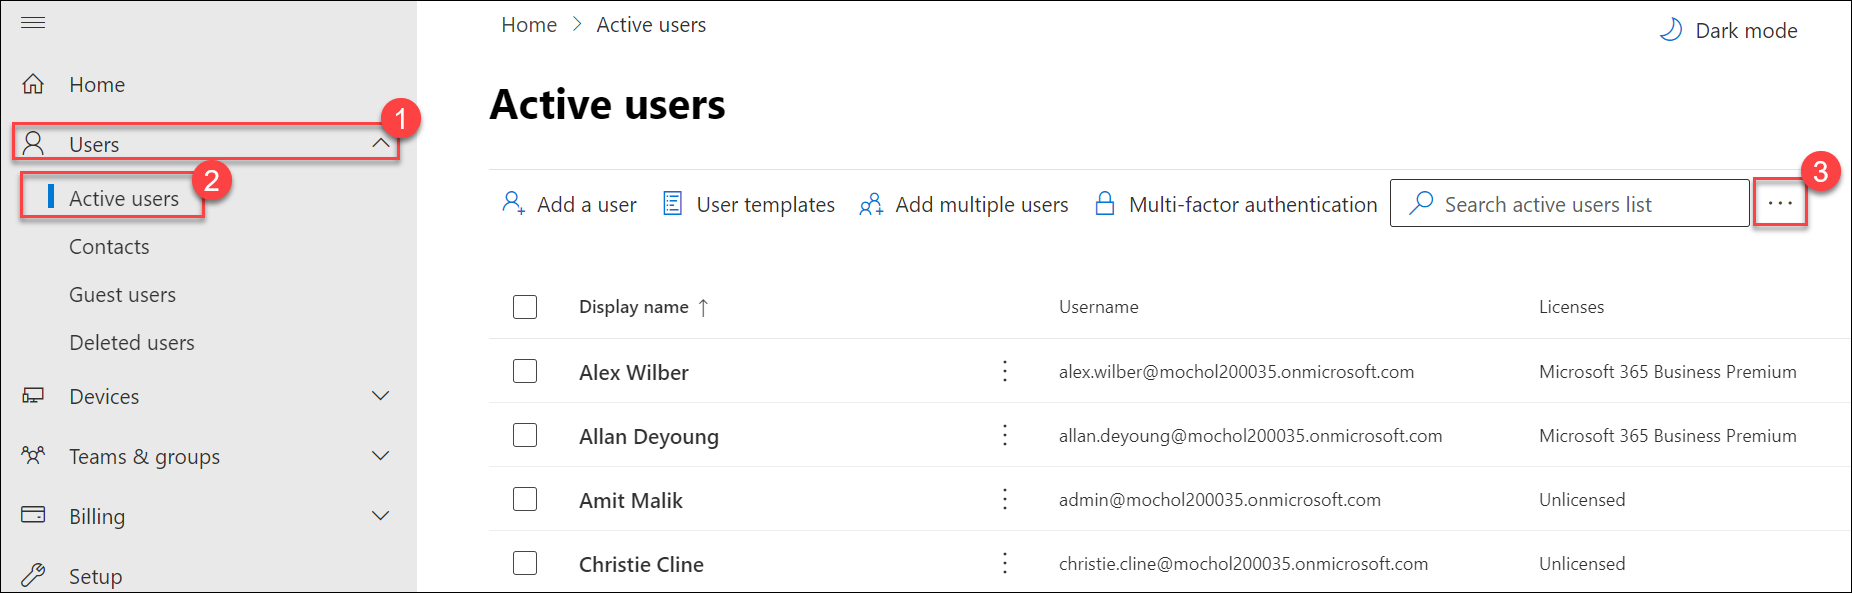 Home > Active users
Dark mode
Home
Active users
1
Users
2
Active users
3
Add a user
User templates
Add multiple users
Multi-factor authentication
Search active users list
...
Contacts
Guest users
Deleted users
Devices
Teams & groups
Billing
Setup
Display name ↑ Username Licenses
Alex Wilber alex.wilber@mochol200035.onmicrosoft.com Microsoft 365 Business Premium
Allan Deyoung allan.deyoung@mochol200035.onmicrosoft.com Microsoft 365 Business Premium
Amit Malik admin@mochol200035.onmicrosoft.com Unlicensed
Christie Cline christie.cline@mochol200035.onmicrosoft.com Unlicensed